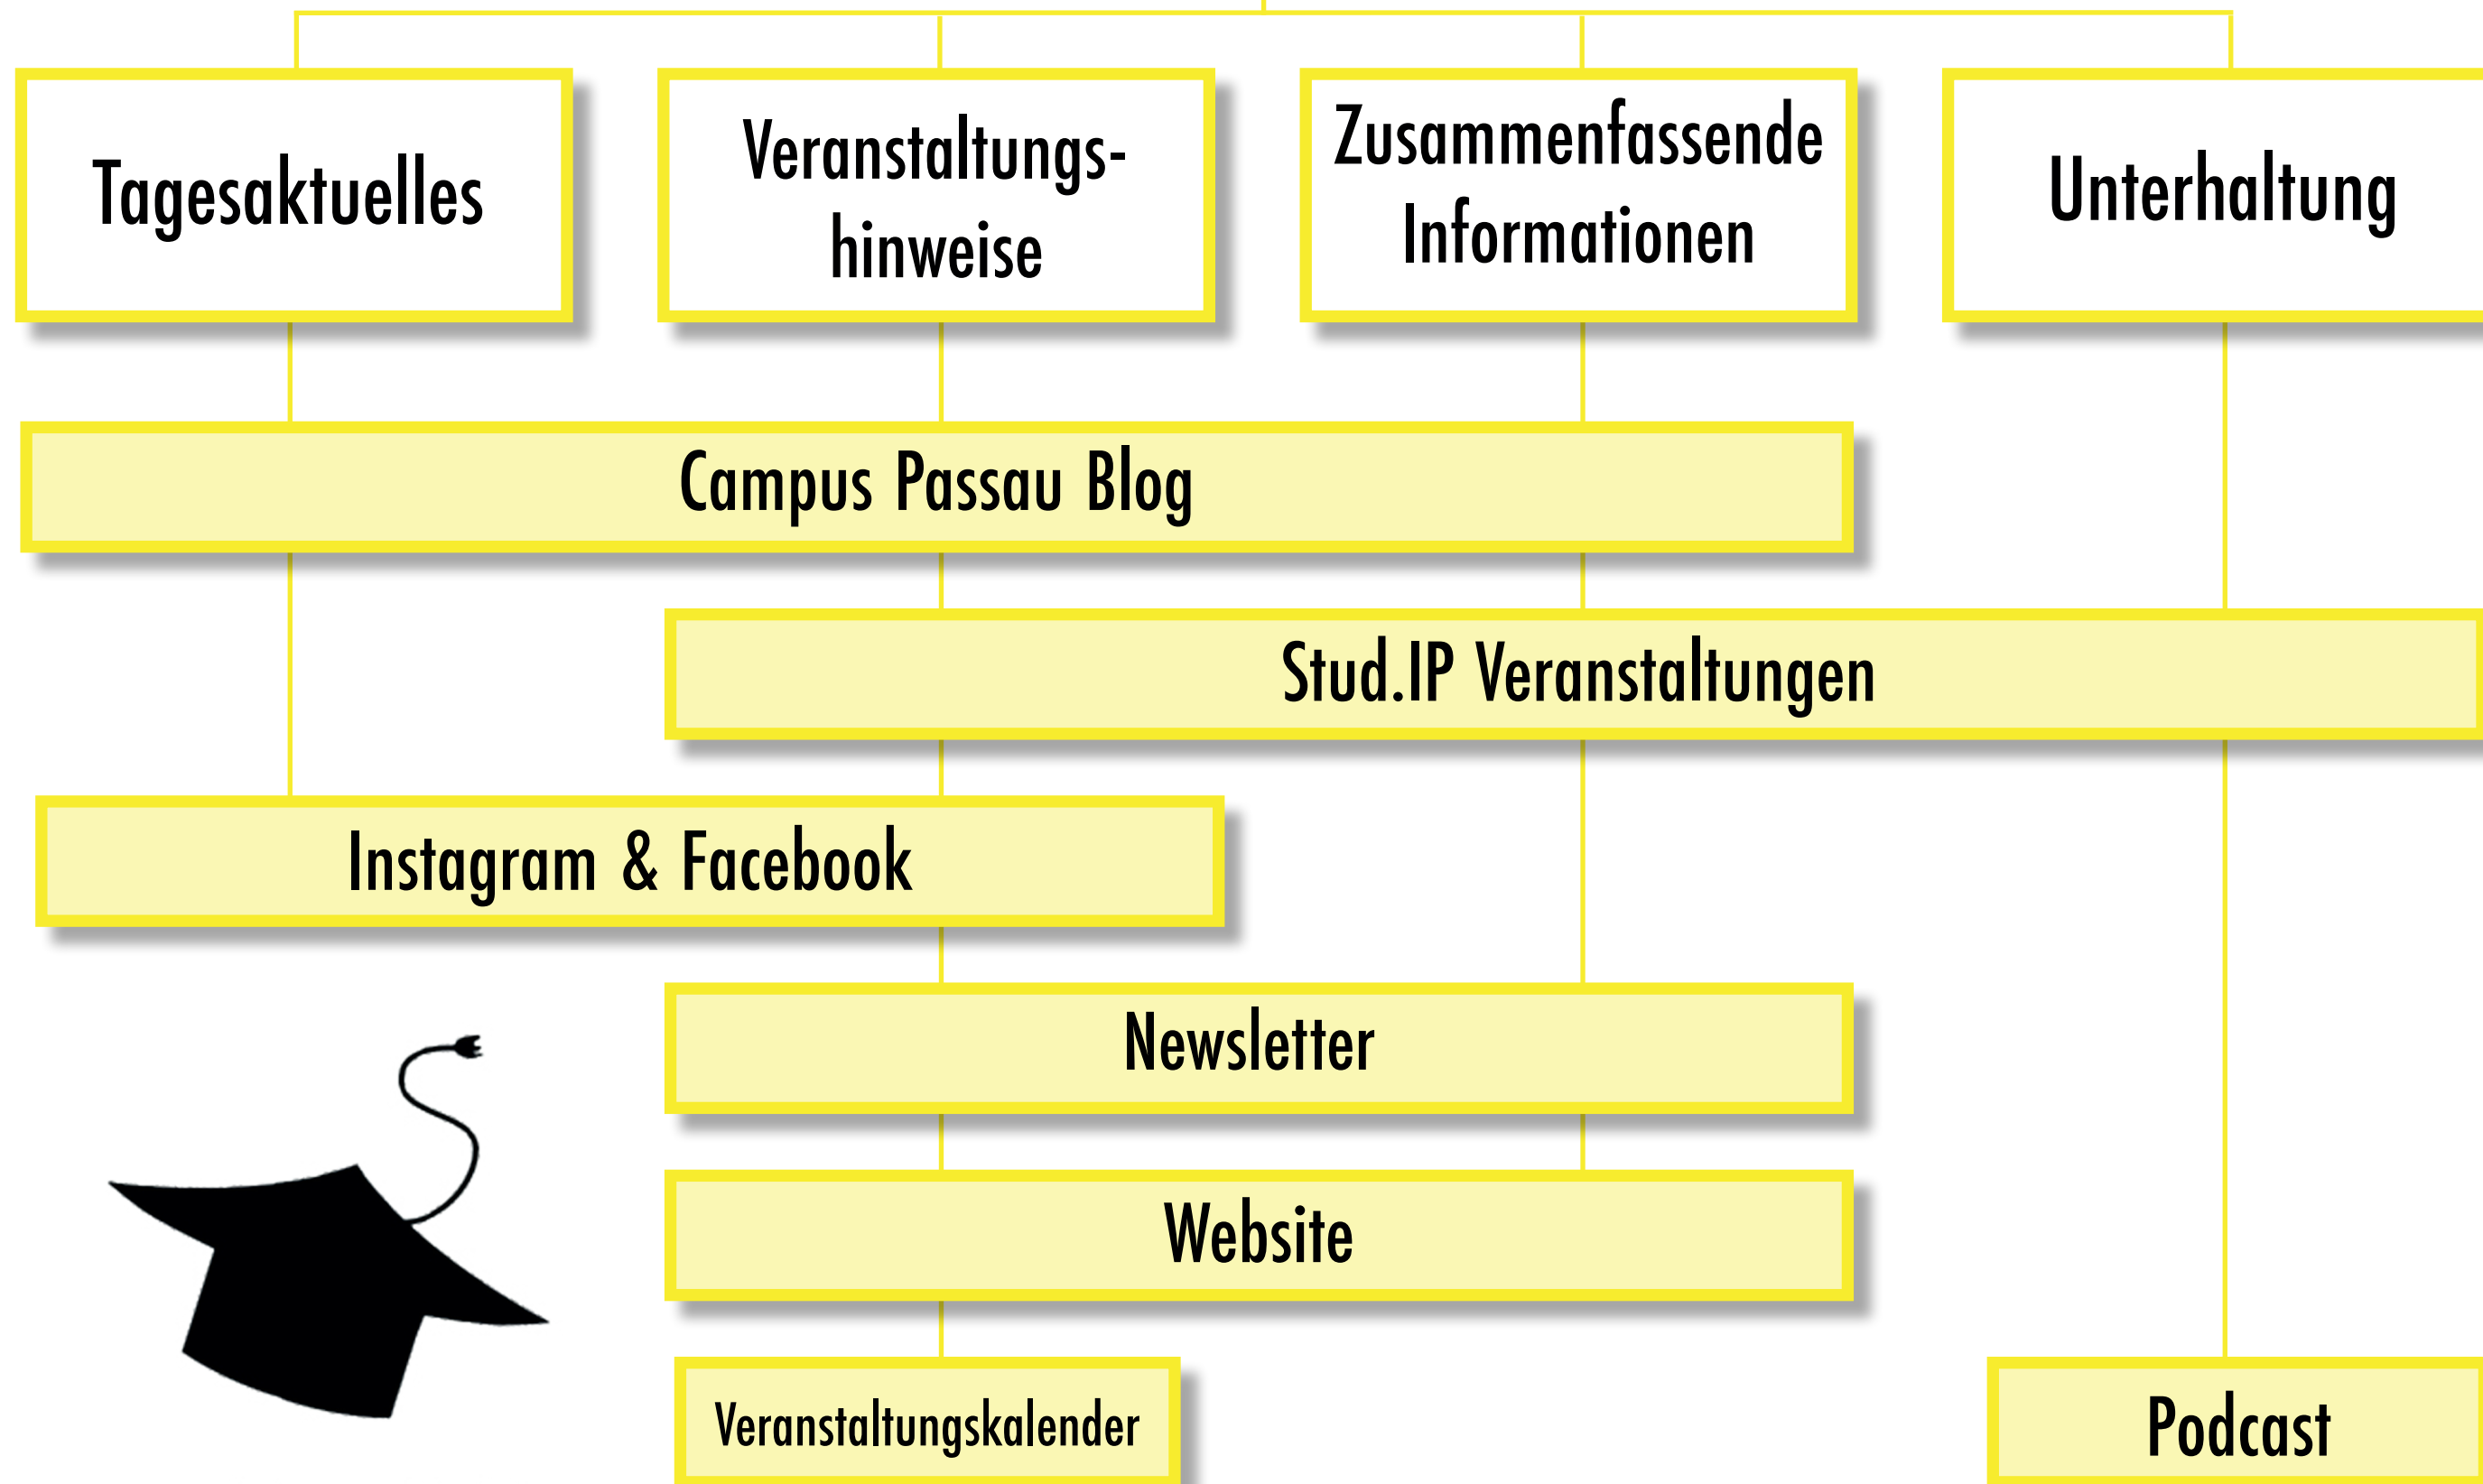 Tagesaktuelles
Veranstaltungs-
hinweise
Zusammenfassende
Informationen
Unterhaltung
Campus Passau Blog
Stud.IP Veranstaltungen
Instagram & Facebook
Newsletter
Website
Veranstaltungskalender
Podcast